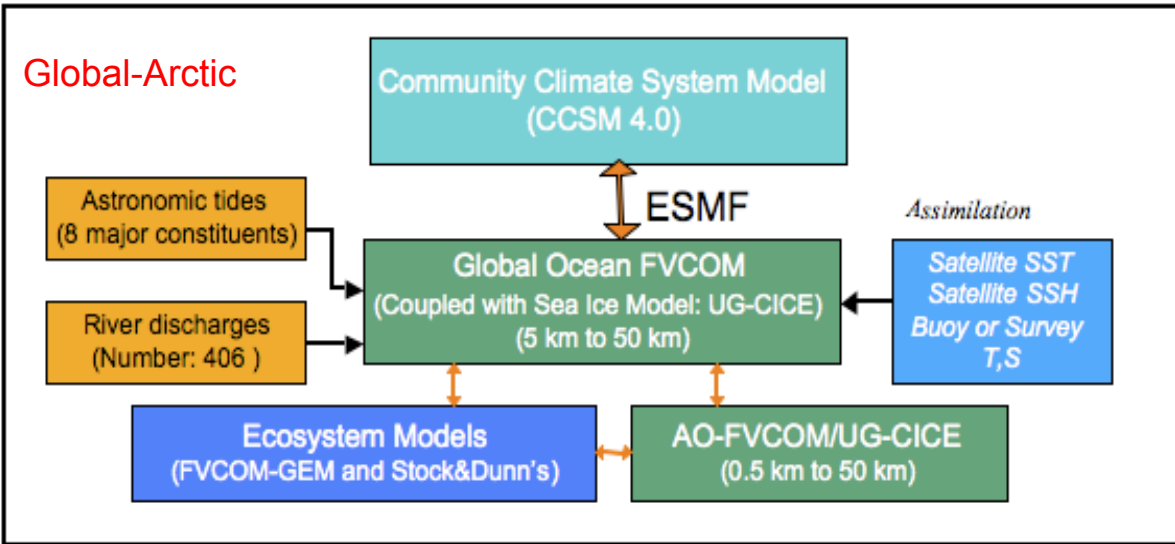 Global-Arctic
Community Climate System Model
(CCSM 4.0)
Astronomic tides
(8 major constituents)
ESMF
Assimilation
Global Ocean FVCOM
(Coupled with Sea Ice Model: UG-CICE)
(5 km to 50 km)
Satellite SST
Satellite SSH
Buoy or Survey
T,S
River discharges
(Number: 406 )
Ecosystem Models
(FVCOM-GEM and Stock&Dunn's)
AO-FVCOM/UG-CICE
(0.5 km to 50 km)